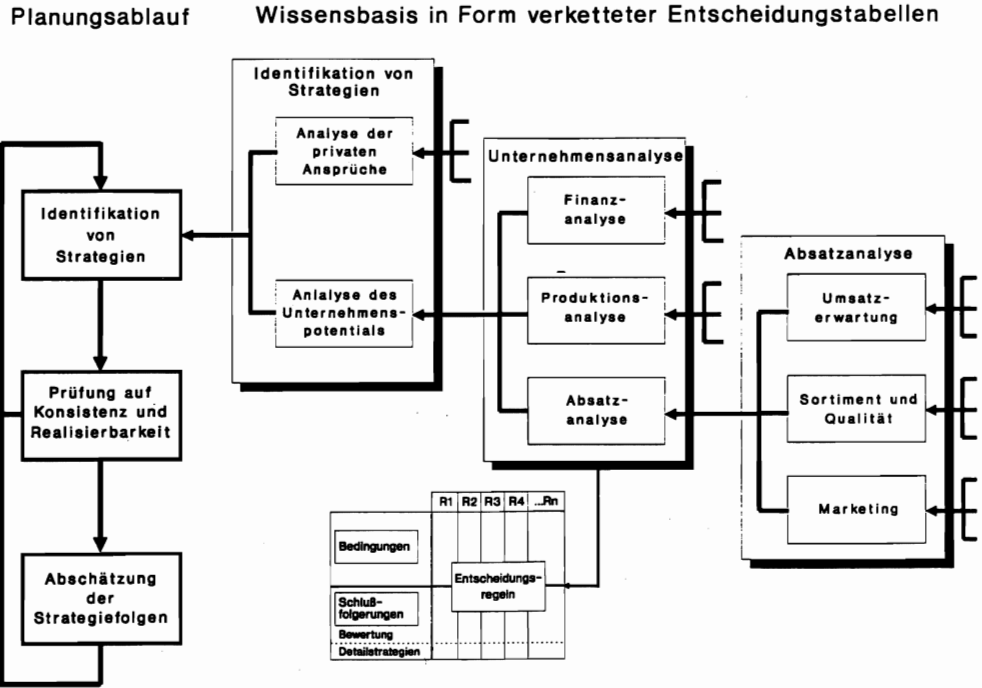 Planungsablauf
Wissensbasis in Form verketteter Entscheidungstabellen
Identifikation
von
Strategien
Prüfung auf
Konsistenz und
Realisierbarkeit
Abschätzung
der
Strategiefolgen
Identifikation von
Strategien
Analyse der
privaten
Ansprüche
Anlalyse des
Unternehmens-
potentials
Unternehmensanalyse
Finanz-
analyse
Produktions-
analyse
Absatz-
analyse
Absatzanalyse
Umsatz-
erwartung
Sortiment und
Qualität
Marketing
R1 R2 R3 R4 ...Rn
Bedingungen
Entscheidungs-
regeln
Schluß-
folgerungen
Bewertung
Detailstrategien